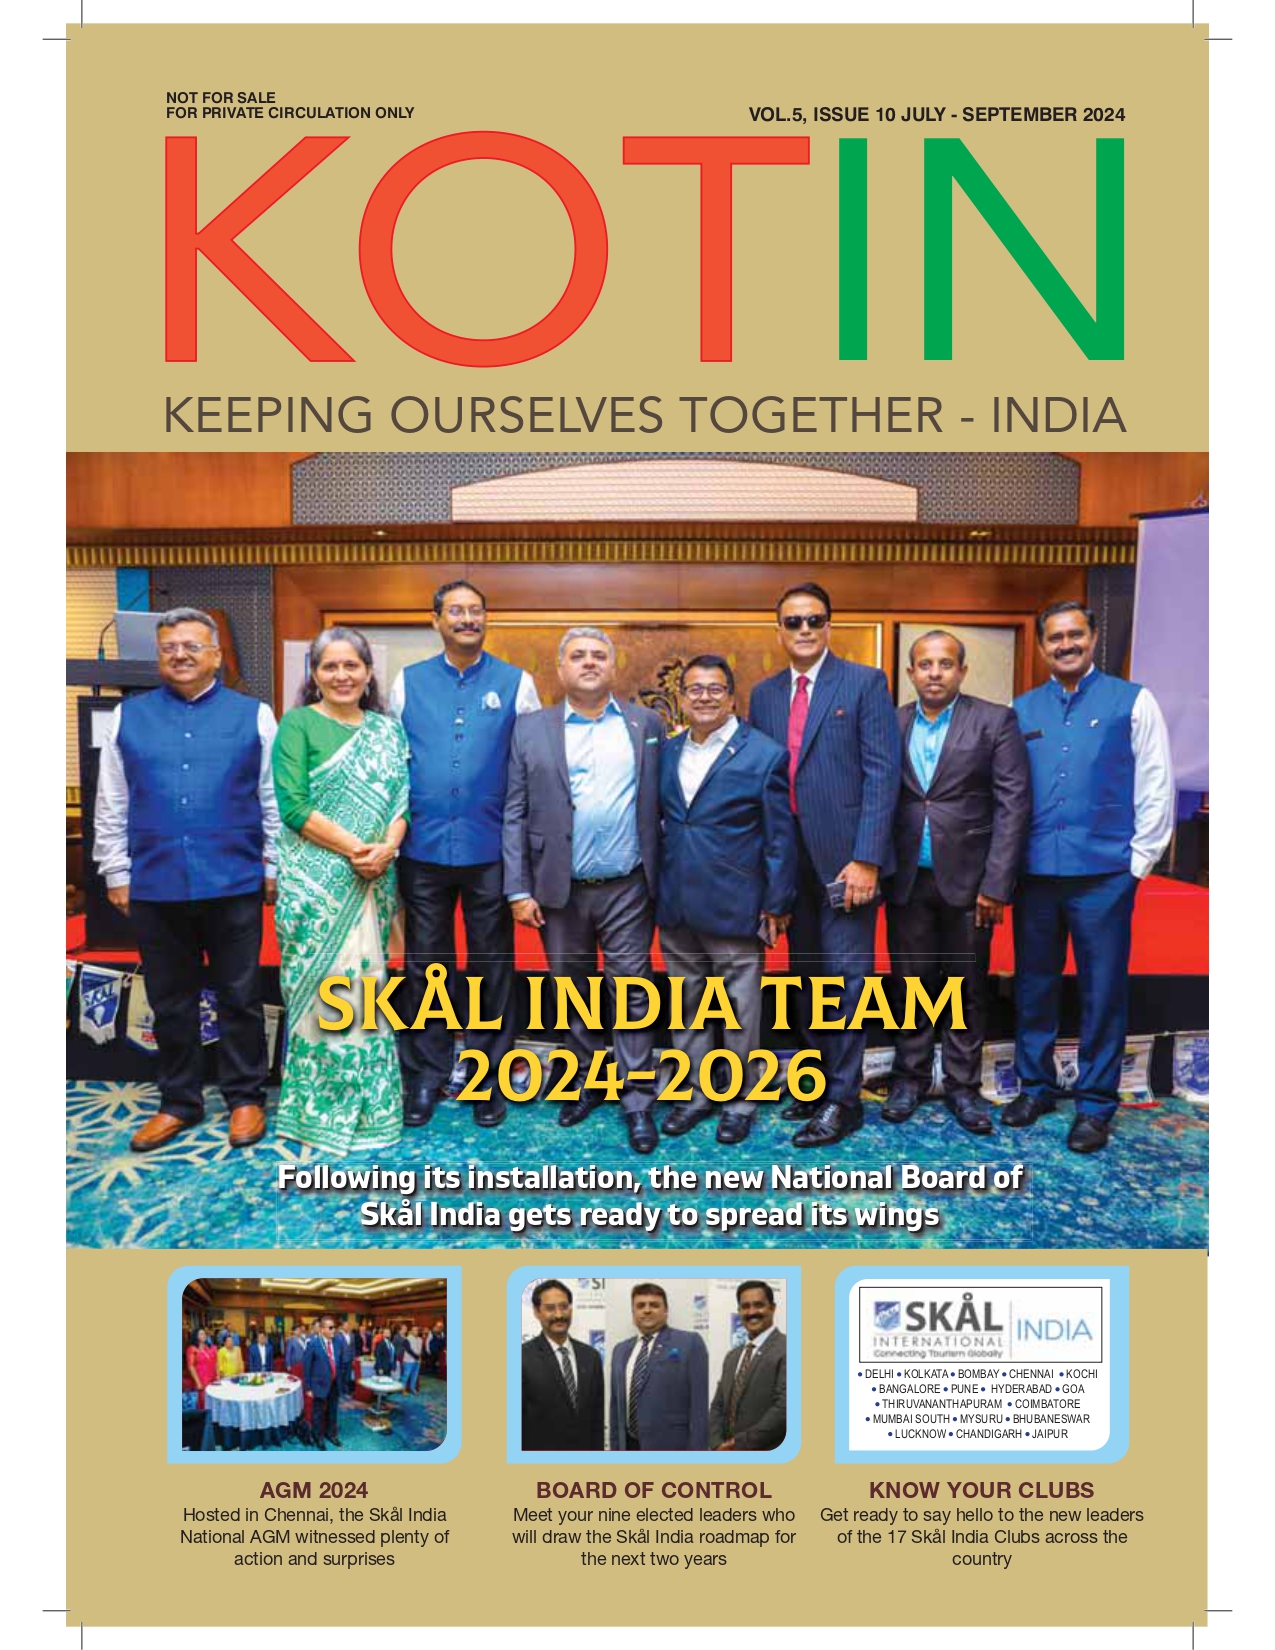 NOT FOR SALE
FOR PRIVATE CIRCULATION ONLY
VOL.5, ISSUE 10 JULY - SEPTEMBER 2024
KOTIN
KEEPING OURSELVES TOGETHER - INDIA
SKÅL
SKÅL INDIA TEAM
2024-2026
Following its installation, the new National Board of
Skål India gets ready to spread its wings
SKÅL
INTERNATIONAL
Connecting Tourism Globally
INDIA
• DELHI • KOLKATA • BOMBAY • CHENNAI • KOCHI
• BANGALORE • PUNE • HYDERABAD • GOA
• THIRUVANANTHAPURAM • COIMBATORE
• MUMBAI SOUTH • MYSURU • BHUBANESWAR
• LUCKNOW • CHANDIGARH • JAIPUR
AGM 2024
Hosted in Chennai, the Skål India
National AGM witnessed plenty of
action and surprises
BOARD OF CONTROL
Meet your nine elected leaders who
will draw the Skål India roadmap for
the next two years
KNOW YOUR CLUBS
Get ready to say hello to the new leaders
of the 17 Skål India Clubs across the
country